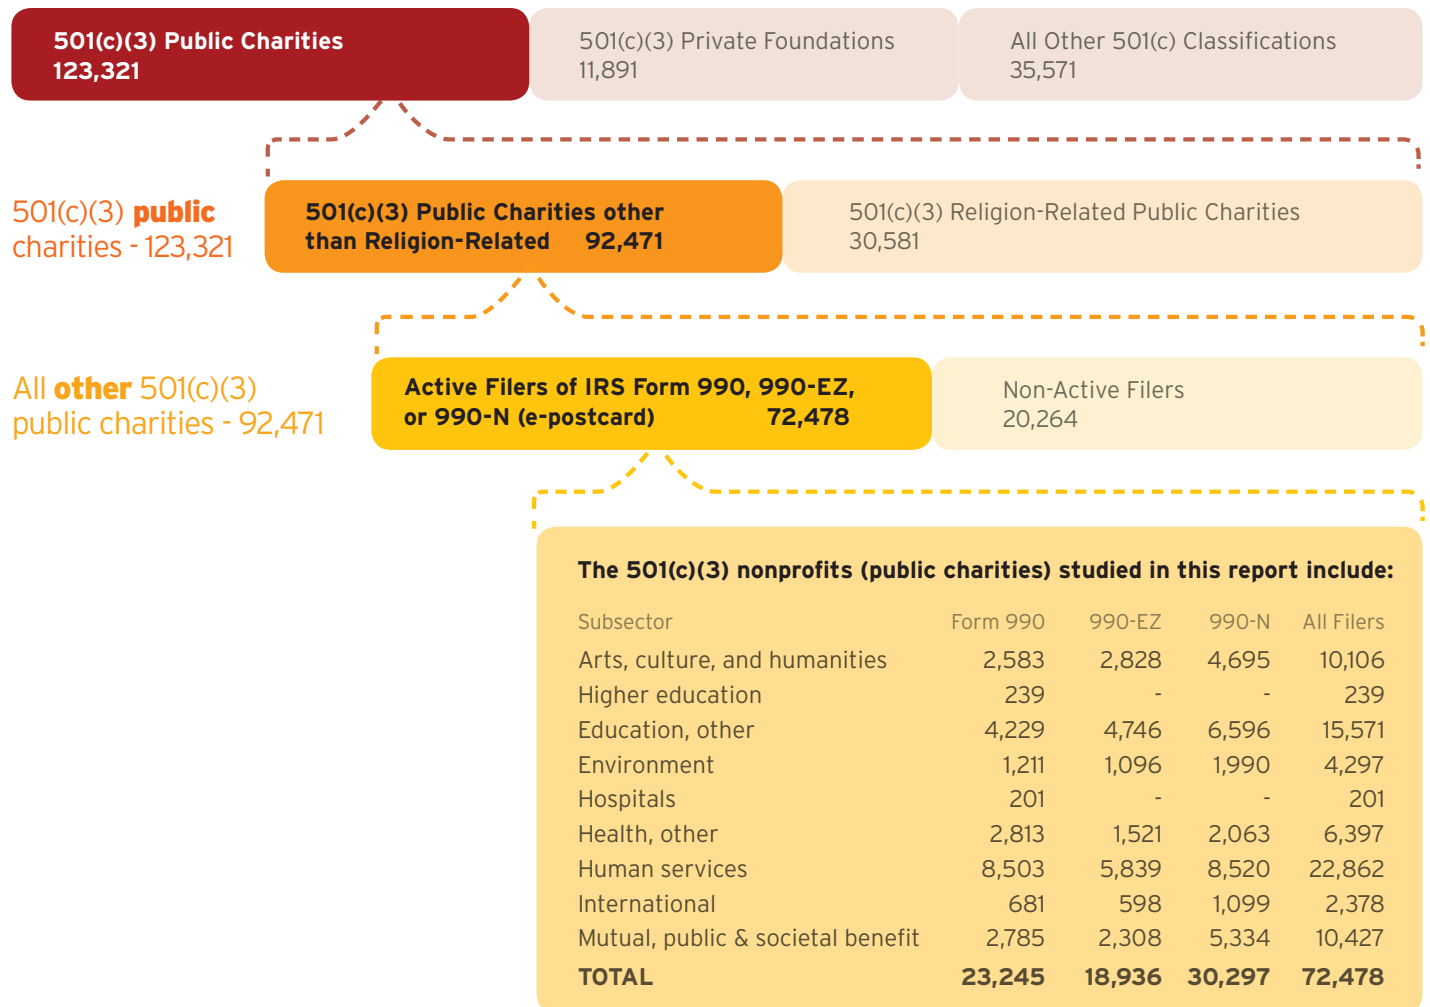 501(c)(3) Public Charities
123,321
501(c)(3) Private Foundations
11,891
All Other 501(c) Classifications
35,571
501(c)(3) public
charities - 123,321
501(c)(3) Public Charities other
than Religion-Related 92,471
501(c)(3) Religion-Related Public Charities
30,581
All other 501(c)(3)
public charities - 92,471
Active Filers of IRS Form 990, 990-EZ,
or 990-N (e-postcard) 72,478
Non-Active Filers
20,264
The 501(c)(3) nonprofits (public charities) studied in this report include:
Subsector Form 990 990-EZ 990-N All Filers
Arts, culture, and humanities 2,583 2,828 4,695 10,106
Higher education 239 - - 239
Education, other 4,229 4,746 6,596 15,571
Environment 1,211 1,096 1,990 4,297
Hospitals 201 - - 201
Health, other 2,813 1,521 2,063 6,397
Human services 8,503 5,839 8,520 22,862
International 681 598 1,099 2,378
Mutual, public & societal benefit 2,785 2,308 5,334 10,427
TOTAL 23,245 18,936 30,297 72,478